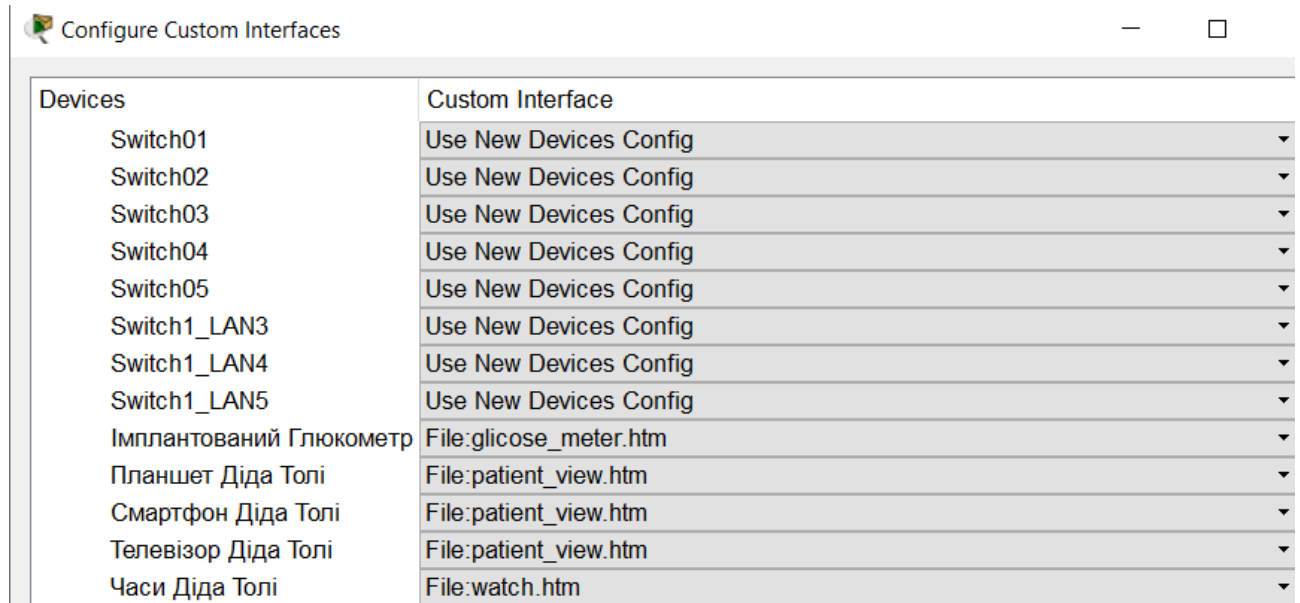 Configure Custom Interfaces
Devices Custom Interface
Switch01 Use New Devices Config
Switch02 Use New Devices Config
Switch03 Use New Devices Config
Switch04 Use New Devices Config
Switch05 Use New Devices Config
Switch1_LAN3 Use New Devices Config
Switch1_LAN4 Use New Devices Config
Switch1_LAN5 Use New Devices Config
Імплантований Глюкометр File:glicose_meter.htm
Планшет Діда Толі File:patient_view.htm
Смартфон Діда Толі File:patient_view.htm
Телевізор Діда Толі File:patient_view.htm
Часи Діда Толі File:watch.htm